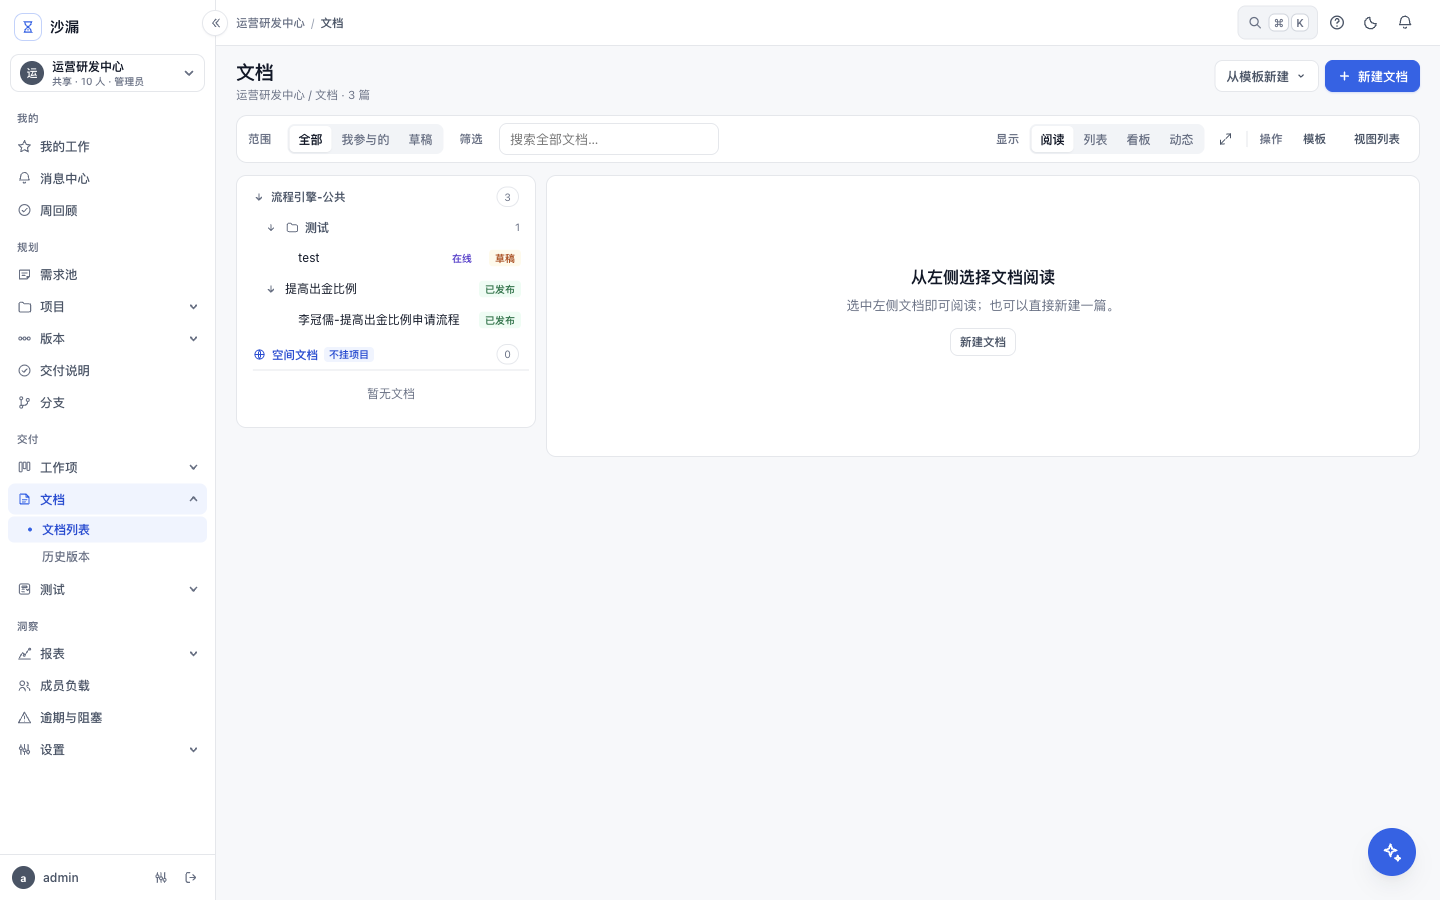 沙漏
运
运营研发中心
共享 · 10 人 · 管理员
我的
我的工作
消息中心
周回顾
规划
需求池
项目
版本
交付说明
分支
交付
工作项
文档
文档列表
历史版本
测试
洞察
报表
成员负载
逾期与阻塞
设置
a admin
运营研发中心 / 文档
⌘ K
文档
运营研发中心 / 文档 · 3 篇
从模板新建
新建文档
范围 全部 我参与的 草稿 筛选 搜索全部文档... 显示 阅读 列表 看板 动态 操作 模板 视图列表
流程引擎-公共 3
测试 1
test 在线 草稿
提高出金比例 已发布
李冠儒-提高出金比例申请流程 已发布
空间文档 不挂项目 0
暂无文档
从左侧选择文档阅读
选中左侧文档即可阅读；也可以直接新建一篇。
新建文档